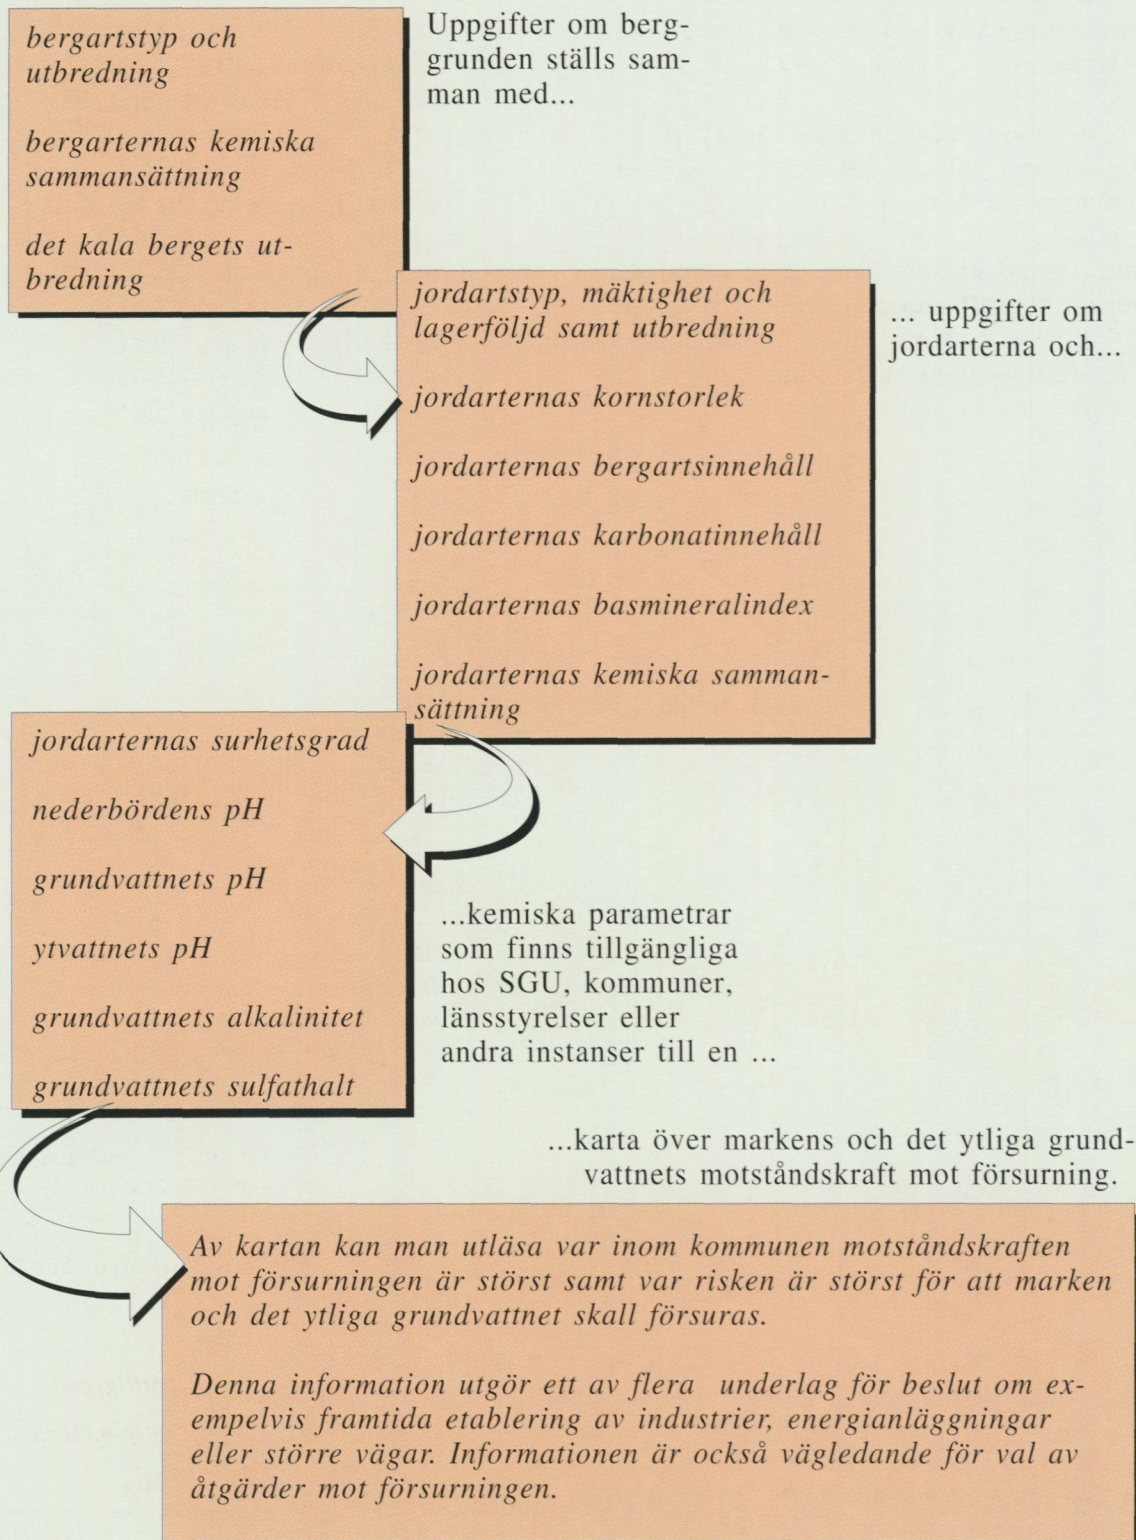 bergartstyp och
utbredning
bergarternas kemiska
sammansättning
det kala bergets ut-
bredning
Uppgifter om berg-
grunden ställs sam-
man med...
jordartstyp, mäktighet och
lagerföljd samt utbredning
jordarternas kornstorlek
jordarternas bergartsinnehåll
jordarternas karbonatinnehåll
jordarternas basmineralindex
jordarternas kemiska samman-
sättning
... uppgifter om
jordarterna och...
jordarternas surhetsgrad
nederbördens pH
grundvattnets pH
ytvattnets pH
grundvattnets alkalinitet
grundvattnets sulfathalt
...kemiska parametrar
som finns tillgängliga
hos SGU, kommuner,
länsstyrelser eller
andra instanser till en ...
...karta över markens och det ytliga grund-
vattnets motståndskraft mot försurning.
Av kartan kan man utläsa var inom kommunen motståndskraften
mot försurningen är störst samt var risken är störst för att marken
och det ytliga grundvattnet skall försuras.
Denna information utgör ett av flera  underlag för beslut om ex-
empelvis framtida etablering av industrier, energianläggningar
eller större vägar. Informationen är också vägledande för val av
åtgärder mot försurningen.